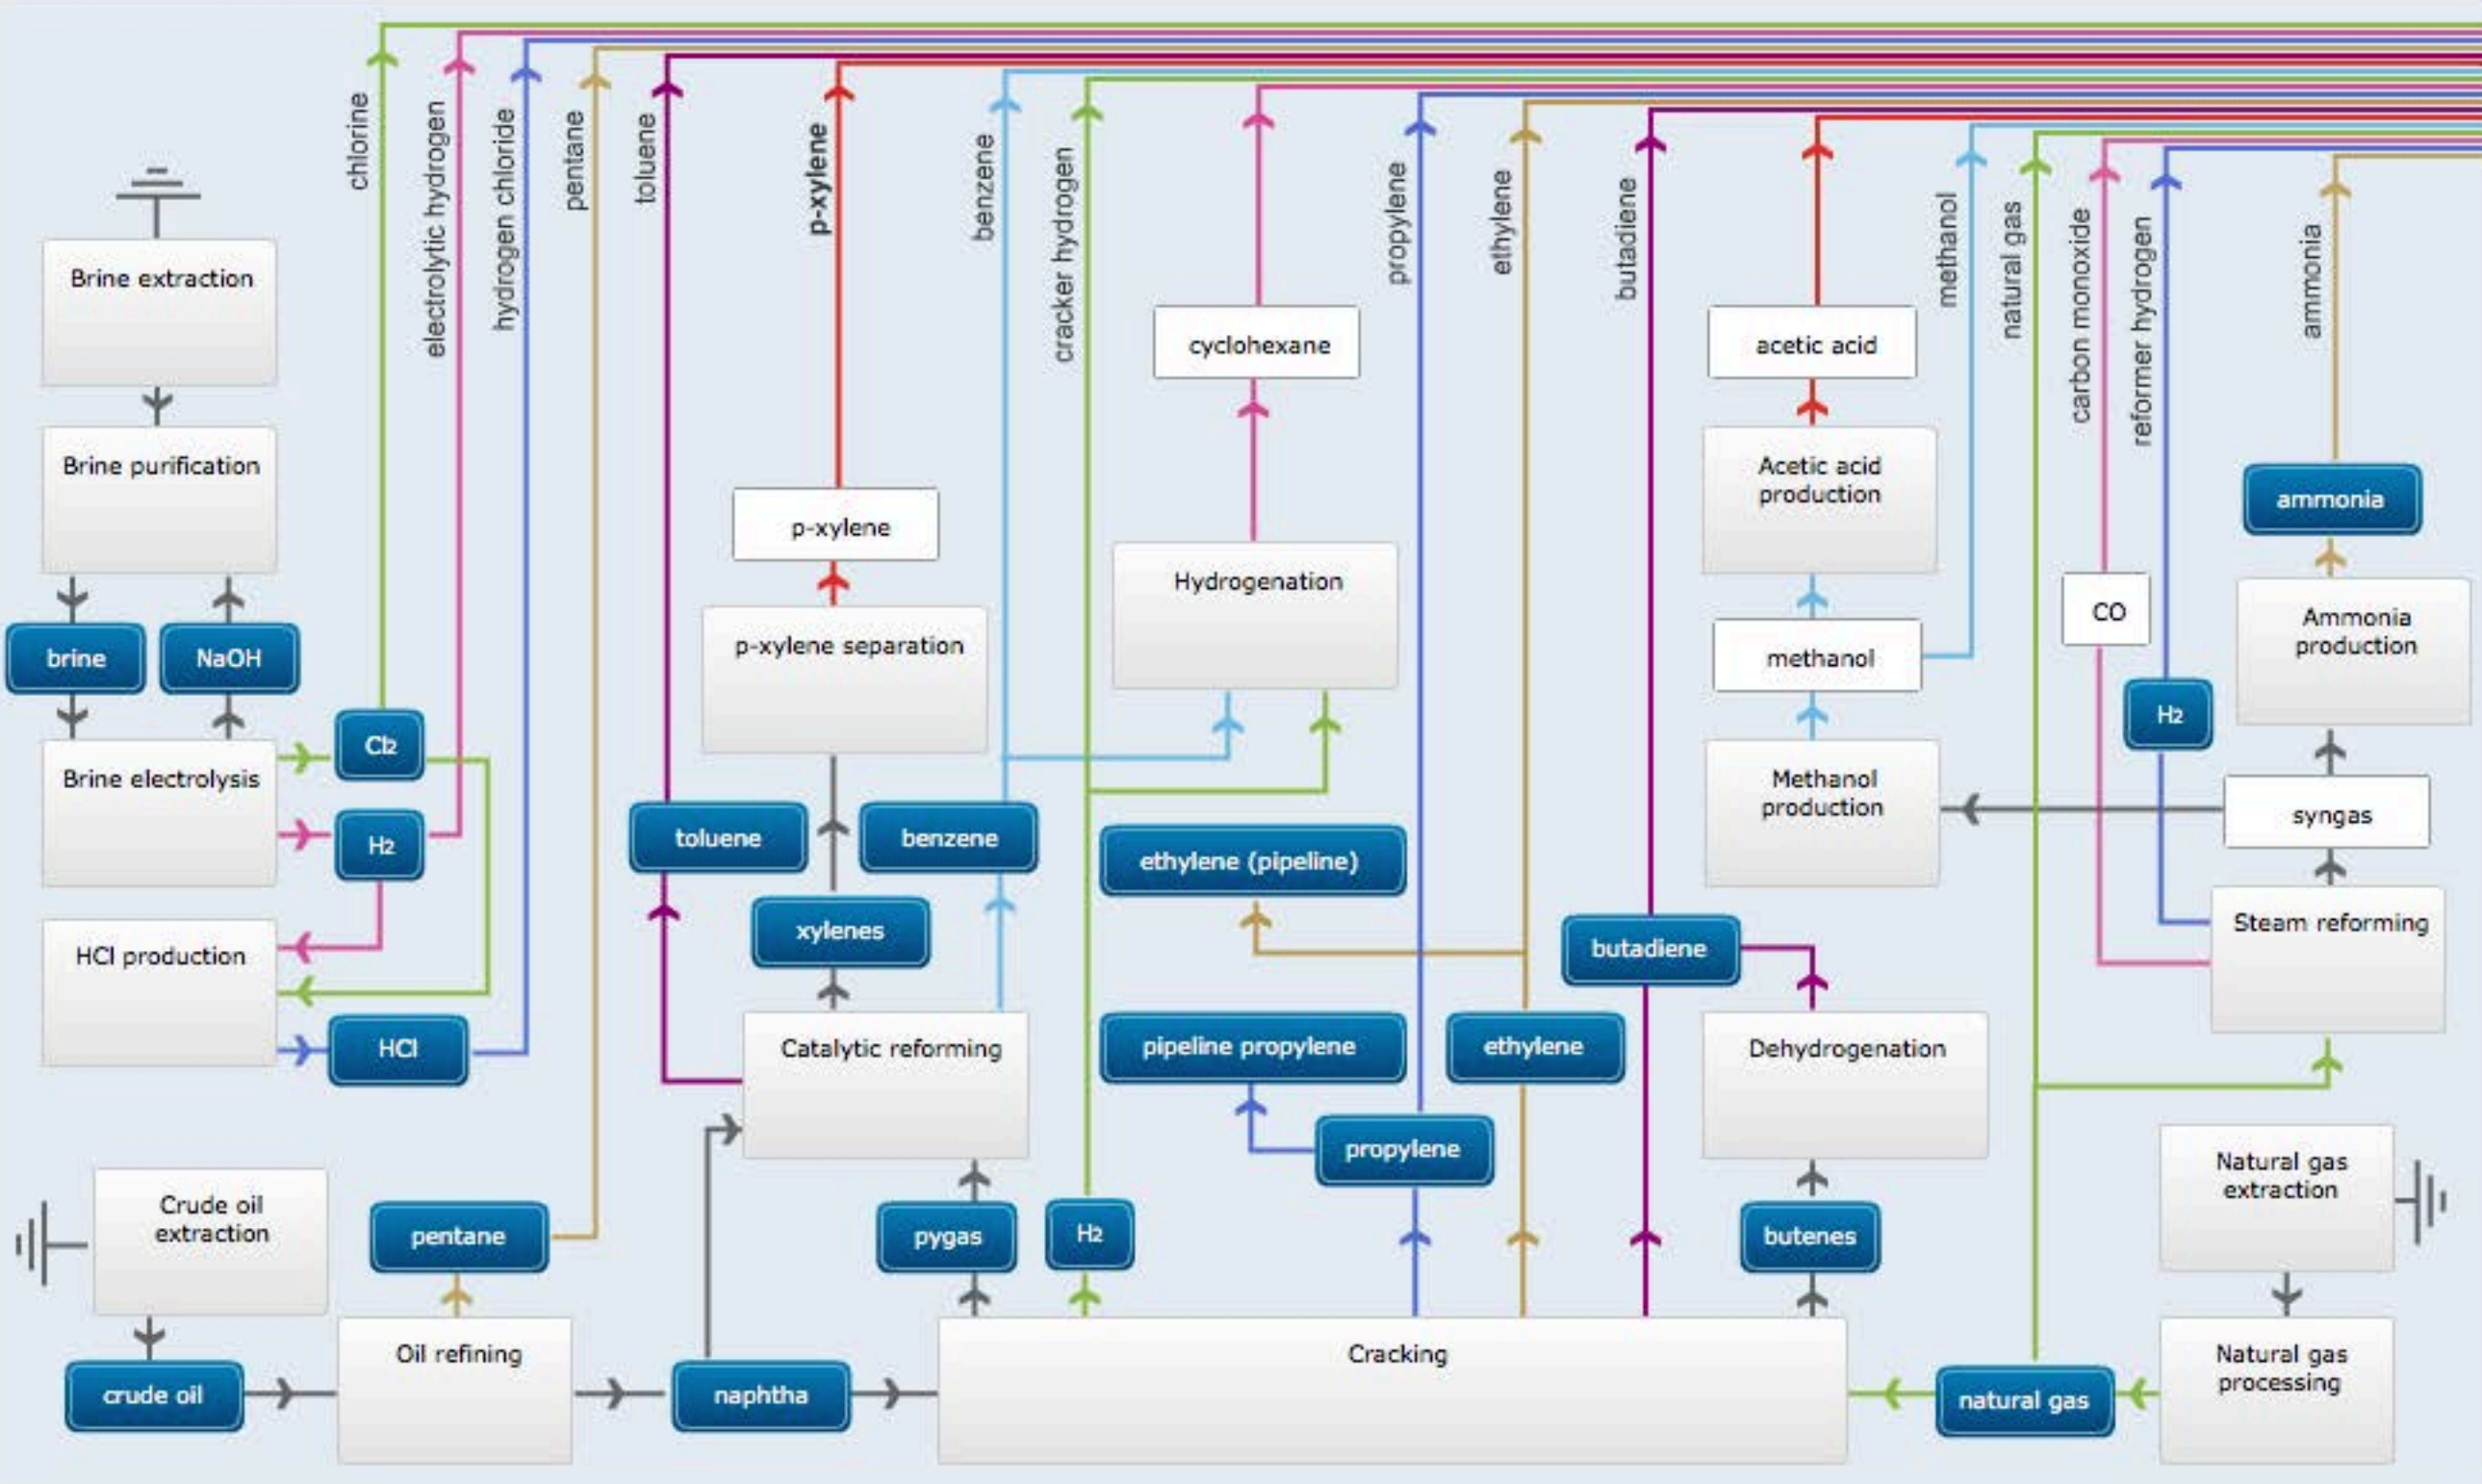 chlorine
electrolytic hydrogen
hydrogen chloride
pentane
toluene
p-xylene
benzene
cracker hydrogen
propylene
ethylene
butadiene
methanol
natural gas
carbon monoxide
reformer hydrogen
ammonia
Brine extraction
cyclohexane
acetic acid
Brine purification
Acetic acid
production
ammonia
p-xylene
Hydrogenation
CO
Ammonia
production
brine
NaOH
p-xylene separation
methanol
H2
Cl2
Brine electrolysis
Methanol
production
syngas
H2
toluene
benzene
ethylene (pipeline)
xylenes
Steam reforming
HCl production
butadiene
HCl
Catalytic reforming
pipeline propylene
ethylene
Dehydrogenation
propylene
Natural gas
extraction
Crude oil
extraction
pentane
pygas
H2
butenes
Oil refining
Cracking
Natural gas
processing
crude oil
naphtha
natural gas